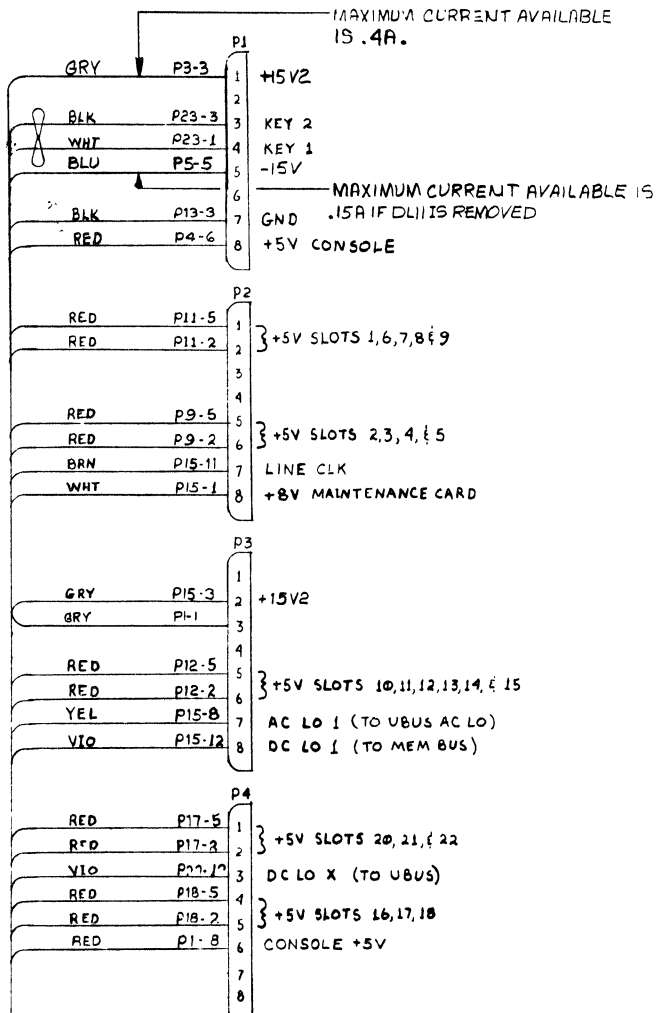 MAXIMUM CURRENT AVAILABLE
IS .4A.
P1
GRY P3-3 1 +15V2
2
BLK P23-3 3 KEY 2
WHT P23-1 4 KEY 1
BLU P5-5 5 -15V
6
MAXIMUM CURRENT AVAILABLE IS
.15A IF DL11 IS REMOVED
BLK P13-3 7 GND
RED P4-6 8 +5V CONSOLE
P2
RED P11-5 1
RED P11-2 2 +5V SLOTS 1,6,7,8 & 9
3
4
RED P9-5 5
RED P9-2 6 +5V SLOTS 2,3,4, & 5
BRN P15-11 7 LINE CLK
WHT P15-1 8 +8V MAINTENANCE CARD
P3
1
GRY P15-3 2 +15V2
GRY P1-1 3
4
RED P12-5 5
RED P12-2 6 +5V SLOTS 10,11,12,13,14, & 15
YEL P15-8 7 AC LO 1 (TO UBUS AC LO)
VIO P15-12 8 DC LO 1 (TO MEM BUS)
P4
RED P17-5 1
RED P17-2 2 +5V SLOTS 20, 21, & 22
VIO 3 DC LO X (TO UBUS)
RED P18-5 4
RED P18-2 5 +5V SLOTS 16,17,18
RED P1-8 6 CONSOLE +5V
7
8